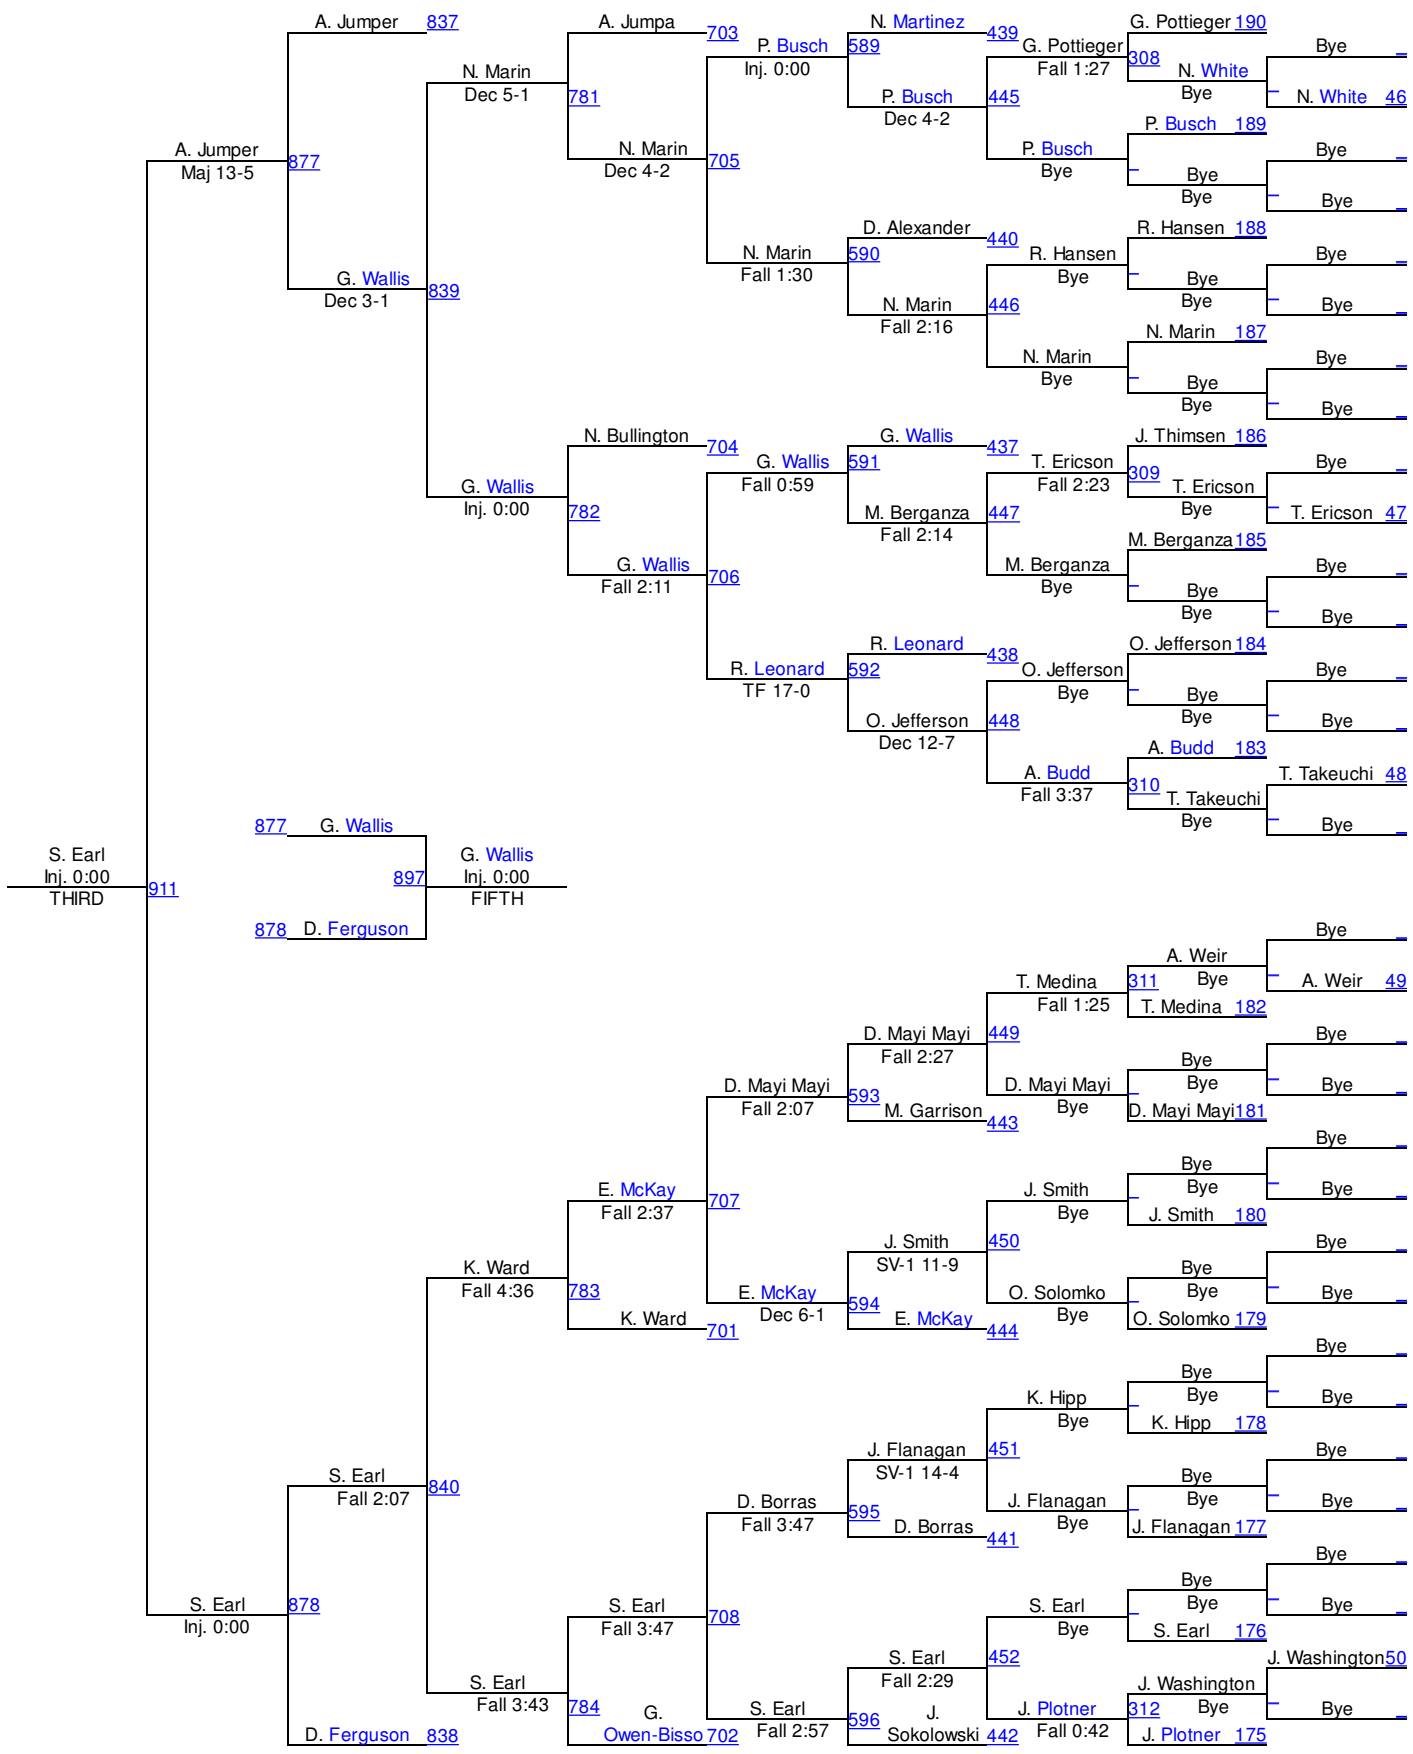 A. Jumper 837
A. Jumpa 703
N. Martinez 439
G. Pottieger 190
P. Busch 589
Inj. 0:00
G. Pottieger 308
Fall 1:27
Bye
N. Marin
Dec 5-1
781
N. White
Bye
P. Busch 445
Dec 4-2
N. White 46
P. Busch 189
A. Jumper 877
Maj 13-5
N. Marin 705
Dec 4-2
P. Busch
Bye
Bye
Bye
Bye
Bye
D. Alexander 440
R. Hansen 188
N. Marin 590
Fall 1:30
R. Hansen
Bye
Bye
G. Wallis 839
Dec 3-1
Bye
Bye
N. Marin 446
Fall 2:16
Bye
N. Marin 187
N. Marin
Bye
Bye
Bye
Bye
Bye
N. Bullington 704
G. Wallis 437
J. Thimsen 186
G. Wallis 591
Fall 0:59
T. Ericson 309
Fall 2:23
Bye
G. Wallis 782
Inj. 0:00
T. Ericson
Bye
M. Berganza 447
Fall 2:14
T. Ericson 47
M. Berganza 185
G. Wallis 706
Fall 2:11
M. Berganza
Bye
Bye
Bye
Bye
Bye
R. Leonard 438
O. Jefferson 184
R. Leonard 592
TF 17-0
O. Jefferson
Bye
Bye
Bye
Bye
O. Jefferson 448
Dec 12-7
Bye
A. Budd 183
A. Budd 310
Fall 3:37
T. Takeuchi 48
T. Takeuchi
Bye
Bye
877 G. Wallis
S. Earl
Inj. 0:00
THIRD
911
897
G. Wallis
Inj. 0:00
FIFTH
878 D. Ferguson
Bye
A. Weir
Bye
T. Medina 311
Fall 1:25
A. Weir 49
T. Medina 182
D. Mayi Mayi 449
Fall 2:27
Bye
Bye
Bye
D. Mayi Mayi 593
Fall 2:07
D. Mayi Mayi
Bye
Bye
M. Garrison 443
D. Mayi Mayi 181
Bye
Bye
Bye
E. McKay 707
Fall 2:37
J. Smith
Bye
Bye
J. Smith 180
J. Smith 450
SV-1 11-9
Bye
K. Ward 783
Fall 4:36
Bye
Bye
E. McKay 594
Dec 6-1
O. Solomko
Bye
Bye
K. Ward 701
E. McKay 444
O. Solomko 179
Bye
Bye
Bye
K. Hipp
Bye
Bye
K. Hipp 178
J. Flanagan 451
SV-1 14-4
Bye
S. Earl 840
Fall 2:07
Bye
Bye
D. Borras 595
Fall 3:47
J. Flanagan
Bye
Bye
D. Borras 441
J. Flanagan 177
Bye
Bye
Bye
S. Earl 878
Inj. 0:00
S. Earl 708
Fall 3:47
S. Earl
Bye
Bye
S. Earl 176
S. Earl 452
Fall 2:29
J. Washington 50
S. Earl 784
Fall 3:43
J. Washington
Bye
S. Earl 596
Fall 2:57
J. Plotner 312
Fall 0:42
Bye
D. Ferguson 838
G.
Owen-Bisso 702
J.
Sokolowski 442
J. Plotner 175